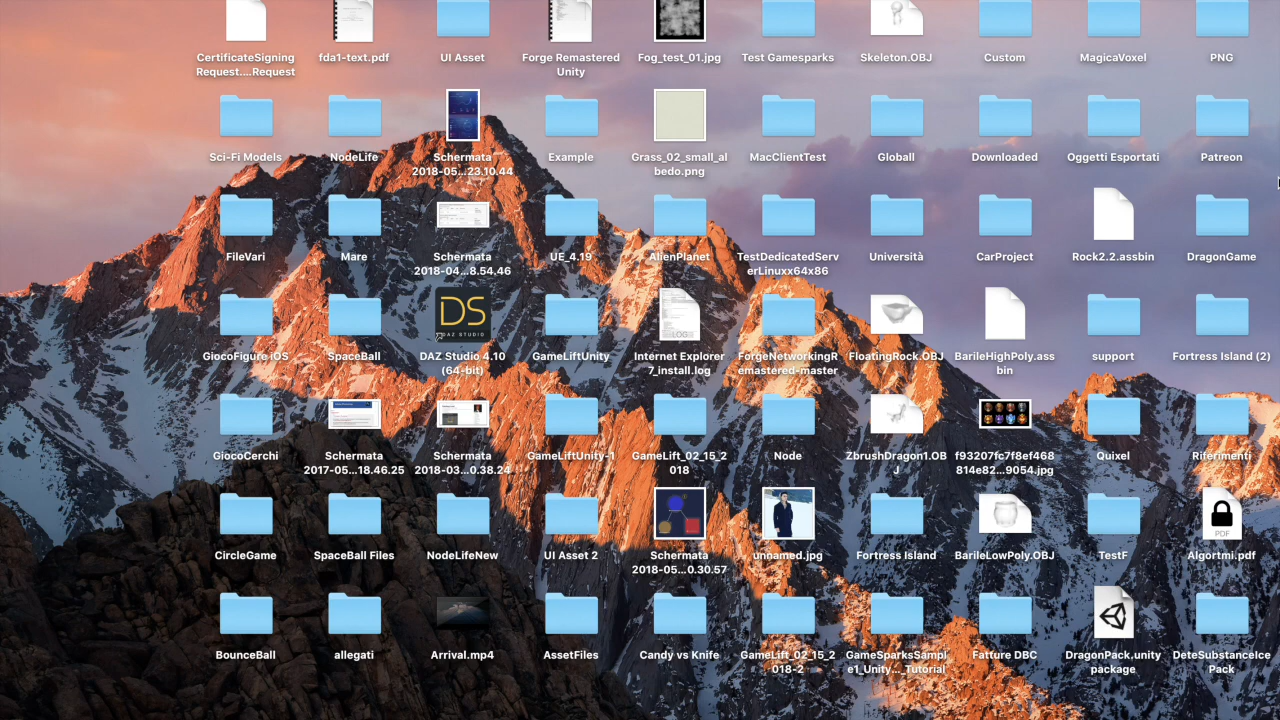 CertificateSigning
Request....Request
fda1-text.pdf
UI Asset
Forge Remastered
Unity
Fog_test_01.jpg
Test Gamesparks
Skeleton.OBJ
Custom
MagicaVoxel
PNG
Sci-Fi Models
NodeLife
Schermata
2018-05...23.10.44
Example
Grass_02_small_al
bedo.png
MacClientTest
Globall
Downloaded
Oggetti Esportati
Patreon
FileVari
Mare
Schermata
2018-04...8.54.46
UE_4.19
AlienPlanet
TestDedicatedServ
erLinuxx64x86
Università
CarProject
Rock2.2.assbin
DragonGame
GiocoFigure iOS
SpaceBall
DS
DAZ STUDIO
DAZ Studio 4.10
(64-bit)
GameLiftUnity
LOG
Internet Explorer
7_install.log
ForgeNetworkingR
emastered-master
FloatingRock.OBJ
BarileHighPoly.ass
bin
support
Fortress Island (2)
GiocoCerchi
Schermata
2017-05...18.46.25
Schermata
2018-03...0.38.24
GameLiftUnity-1
GameLift_02_15_2
018
Node
ZbrushDragon1.OB
J
f93207fc7f8ef468
814e82...9054.jpg
Quixel
Riferimenti
CircleGame
SpaceBall Files
NodeLifeNew
UI Asset 2
Schermata
2018-05...0.30.57
unnamed.jpg
Fortress Island
BarileLowPoly.OBJ
TestF
PDF
Algortmi.pdf
BounceBall
allegati
Arrival.mp4
AssetFiles
Candy vs Knife
GameLift_02_15_2
018-2
GameSparksSampl
e1_Unity..._Tutorial
Fatture DBC
DragonPack.unity
package
DeteSubstanceIce
Pack